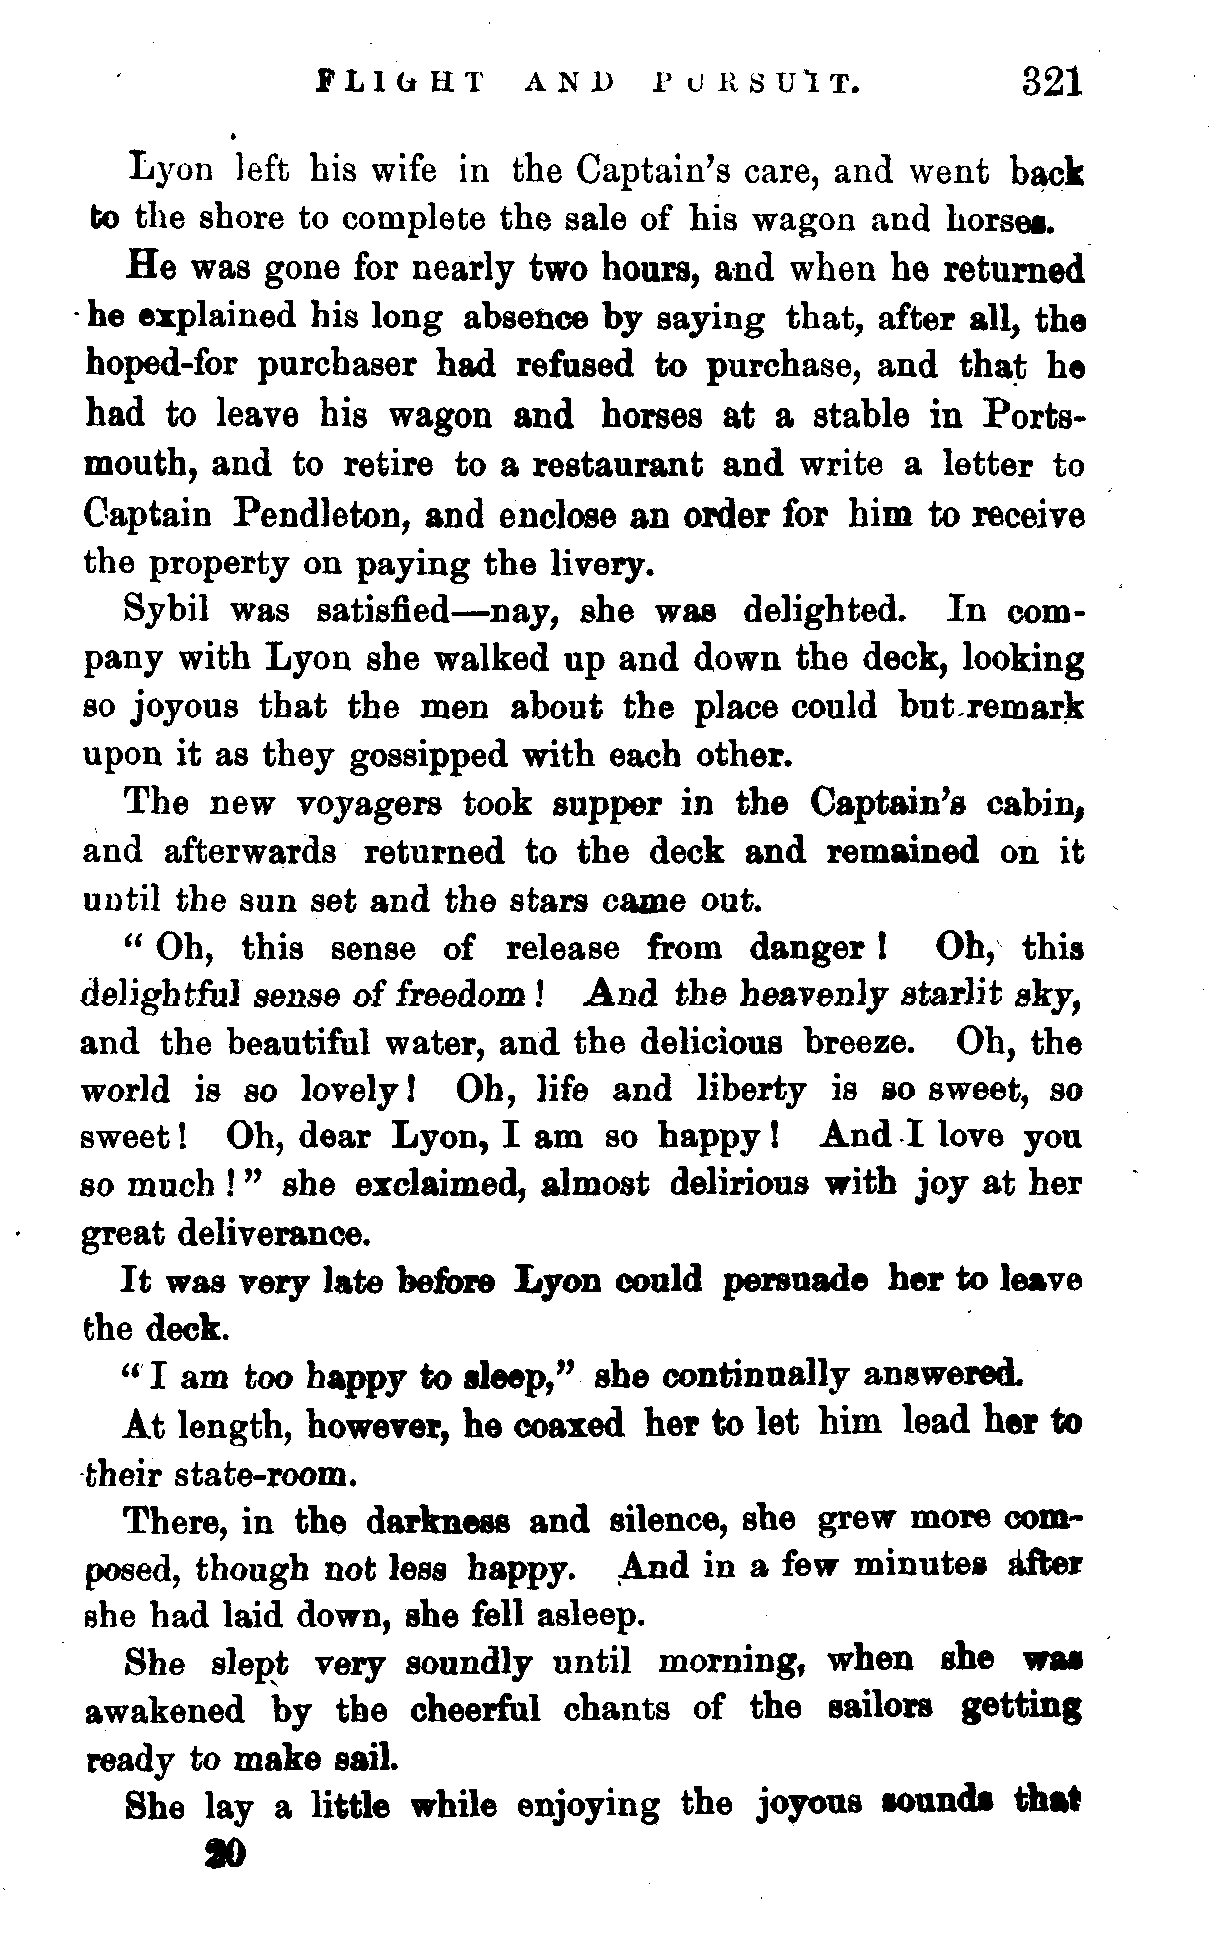 FLIGHT AND PURSUIT. 321
Lyon left his wife in the Captain's care, and went back
to the shore to complete the sale of his wagon and horses.
He was gone for nearly two hours, and when he returned
he explained his long absence by saying that, after all, the
hoped-for purchaser had refused to purchase, and that he
had to leave his wagon and horses at a stable in Ports-
mouth, and to retire to a restaurant and write a letter to
Captain Pendleton, and enclose an order for him to receive
the property on paying the livery.
Sybil was satisfied—nay, she was delighted. In com-
pany with Lyon she walked up and down the deck, looking
so joyous that the men about the place could but remark
upon it as they gossipped with each other.
The new voyagers took supper in the Captain's cabin,
and afterwards returned to the deck and remained on it
until the sun set and the stars came out.
"Oh, this sense of release from danger! Oh, this
delightful sense of freedom! And the heavenly starlit sky,
and the beautiful water, and the delicious breeze. Oh, the
world is so lovely! Oh, life and liberty is so sweet, so
sweet! Oh, dear Lyon, I am so happy! And I love you
so much!" she exclaimed, almost delirious with joy at her
great deliverance.
It was very late before Lyon could persuade her to leave
the deck.
"I am too happy to sleep," she continually answered.
At length, however, he coaxed her to let him lead her to
their state-room.
There, in the darkness and silence, she grew more com-
posed, though not less happy. And in a few minutes after
she had laid down, she fell asleep.
She slept very soundly until morning, when she was
awakened by the cheerful chants of the sailors getting
ready to make sail.
She lay a little while enjoying the joyous sounds that
20